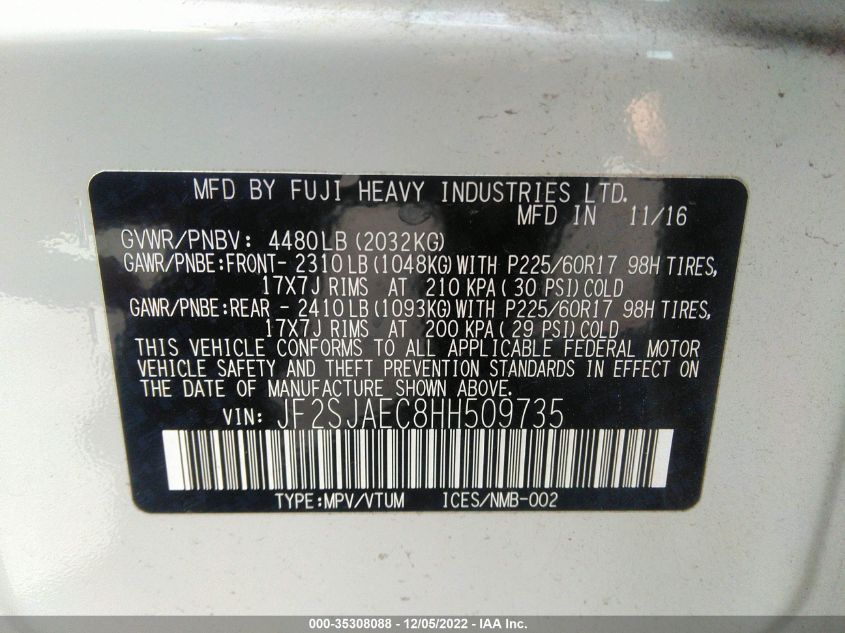 MFD BY FUJI HEAVY INDUSTRIES LTD.
MFD IN 11/16
GVWR/PNBV: 4480LB (2032KG)
GAWR/PNBE:FRONT- 2310LB (1048KG) WITH P225/60R17 98H TIRES,
17X7J RIMS AT 210 KPA (30 PSI) COLD
GAWR/PNBE:REAR - 2410LB (1093KG) WITH P225/60R17 98H TIRES,
17X7J RIMS AT 200 KPA (29 PSI) COLD
THIS VEHICLE CONFORMS TO ALL APPLICABLE FEDERAL MOTOR
VEHICLE SAFETY AND THEFT PREVENTION STANDARDS IN EFFECT ON
THE DATE OF MANUFACTURE SHOWN ABOVE.
VIN: JF2SJAEC8HH509735
TYPE:MPV/VTUM ICES/NMB-002
000-35308088 - 12/05/2022 - IAA Inc.